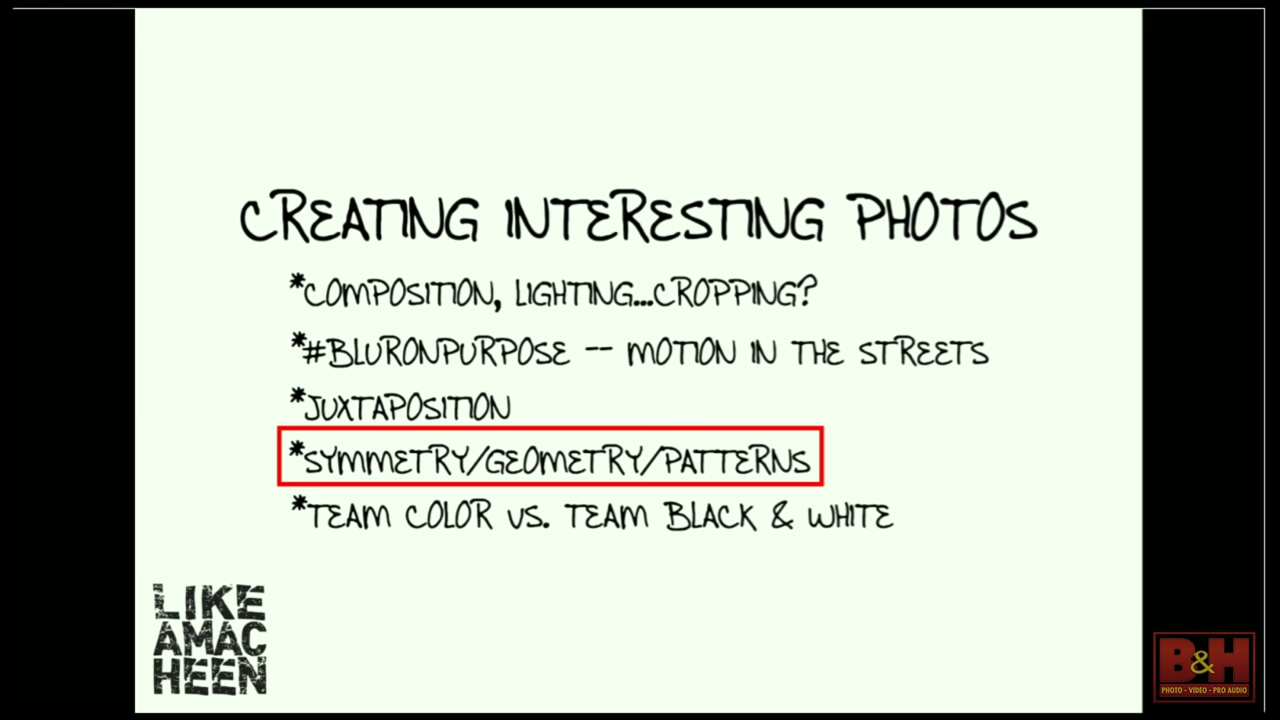 CREATING INTERESTING PHOTOS
*COMPOSITION, LIGHTING...CROPPING?
*#BLURONPURPOSE -- MOTION IN THE STREETS
*JUXTAPOSITION
*SYMMETRY/GEOMETRY/PATTERNS
*TEAM COLOR VS. TEAM BLACK & WHITE
LIKE
AMAC
HEEN
B&H
PHOTO - VIDEO - PRO AUDIO